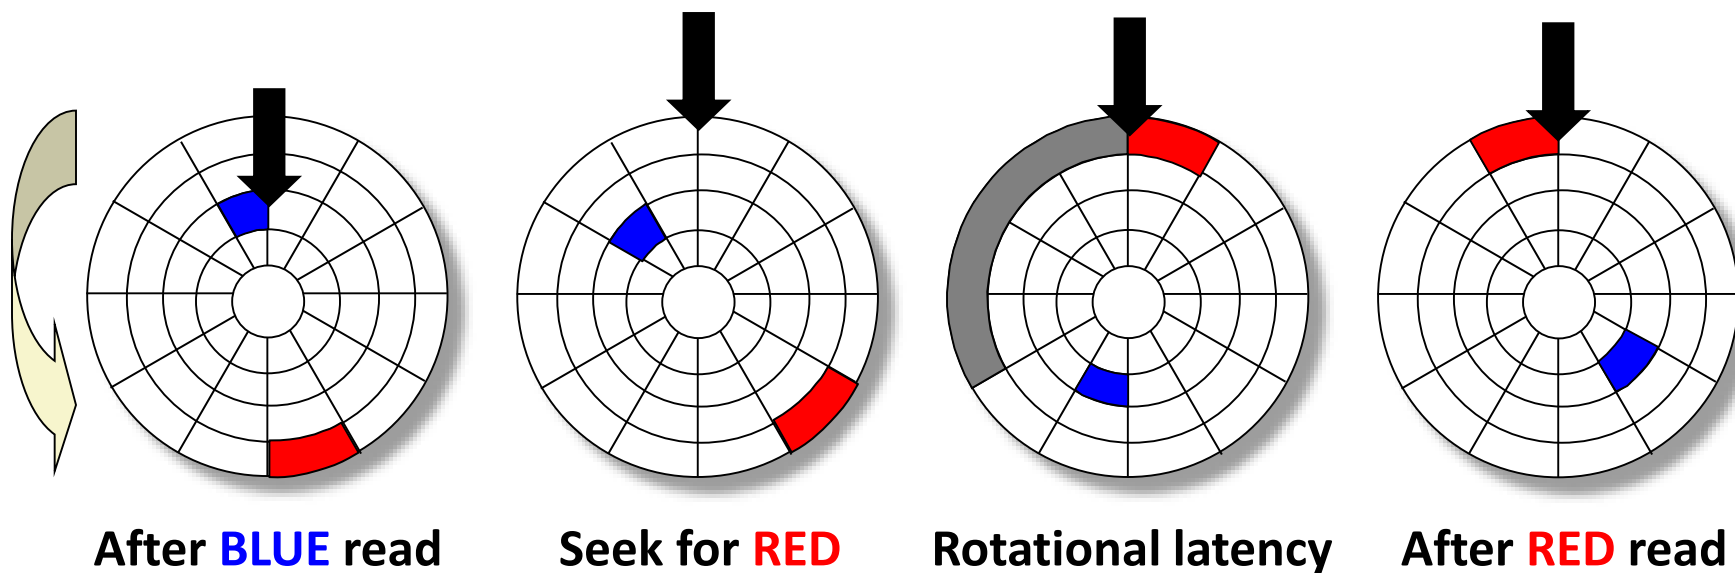 After BLUE read
Seek for RED
Rotational latency
After RED read